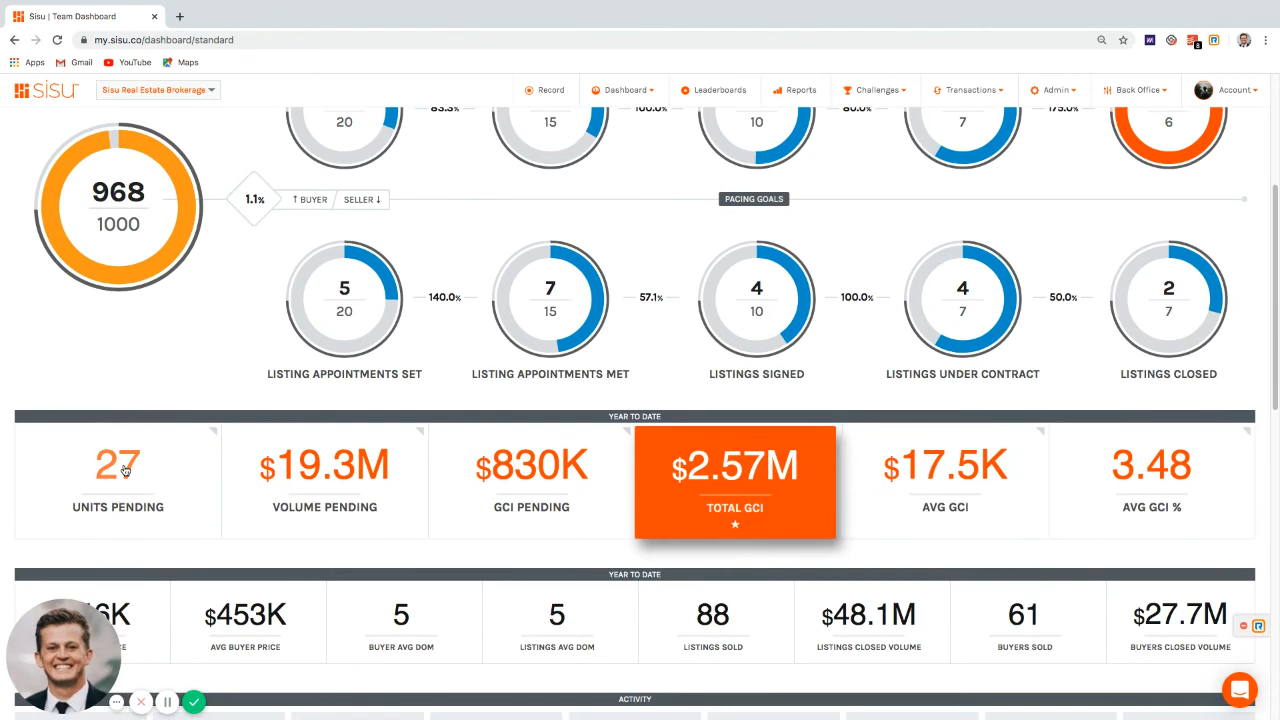 Sisu | Team Dashboard
my.sisu.co/dashboard/standard
8
Apps Gmail YouTube Maps
sisu Sisu Real Estate Brokerage Record Dashboard Leaderboards Reports Challenges Transactions Admin Back Office Account
83.3% 100.0% 80.0% 175.0%
20 15 10 7 6
968
1000
1.1% ↑ BUYER SELLER ↓ PACING GOALS
5 140.0% 7 57.1% 4 100.0% 4 50.0% 2
20 15 10 7 7
LISTING APPOINTMENTS SET LISTING APPOINTMENTS MET LISTINGS SIGNED LISTINGS UNDER CONTRACT LISTINGS CLOSED
YEAR TO DATE
27 $19.3M $830K $2.57M $17.5K 3.48
UNITS PENDING VOLUME PENDING GCI PENDING TOTAL GCI AVG GCI AVG GCI %
YEAR TO DATE
$453K 5 5 88 $48.1M 61 $27.7M
AVG BUYER PRICE BUYER AVG DOM LISTINGS AVG DOM LISTINGS SOLD LISTINGS CLOSED VOLUME BUYERS SOLD BUYERS CLOSED VOLUME
ACTIVITY